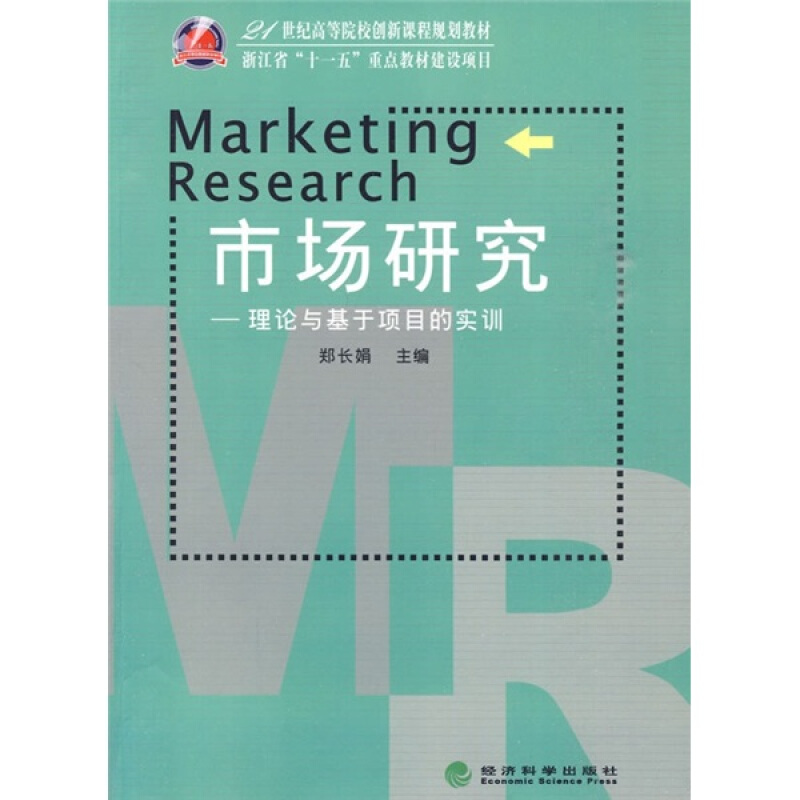 21世纪高等院校创新课程规划教材
浙江省“十一五”重点教材建设项目
Marketing
Research
市场研究
—理论与基于项目的实训
郑长娟 主编
MR
经济科学出版社
Economic Science Press